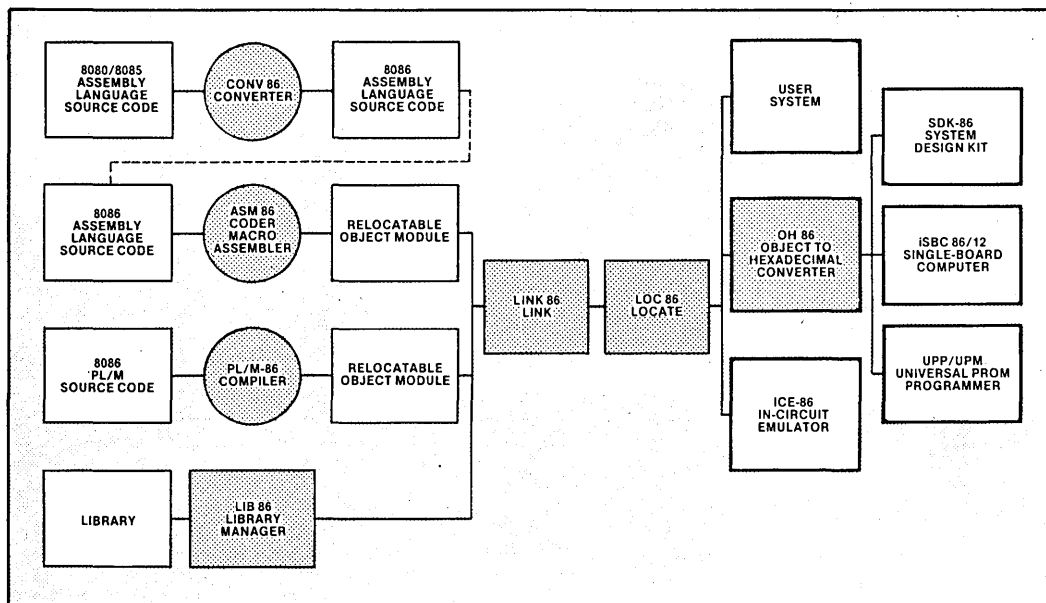 8080/8085
ASSEMBLY
LANGUAGE
SOURCE CODE
CONV 86
CONVERTER
8086
ASSEMBLY
LANGUAGE
SOURCE CODE
8086
ASSEMBLY
LANGUAGE
SOURCE CODE
ASM 86
CODER
MACRO
ASSEMBLER
RELOCATABLE
OBJECT MODULE
8086
PL/M
SOURCE CODE
PL/M-86
COMPILER
RELOCATABLE
OBJECT MODULE
LIBRARY
LIB 86
LIBRARY
MANAGER
LINK 86
LINK
LOC 86
LOCATE
USER
SYSTEM
OH 86
OBJECT TO
HEXADECIMAL
CONVERTER
ICE-86
IN-CIRCUIT
EMULATOR
SDK-86
SYSTEM
DESIGN KIT
iSBC 86/12
SINGLE-BOARD
COMPUTER
UPP/UPM
UNIVERSAL PROM
PROGRAMMER